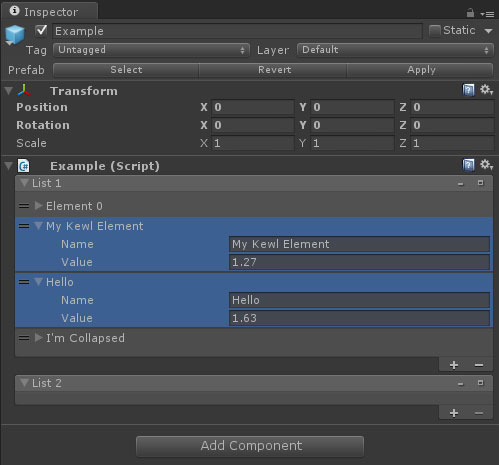 Inspector
Example Static
Tag Untagged Layer Default
Prefab Select Revert Apply
Transform
Position X 0 Y 0 Z 0
Rotation X 0 Y 0 Z 0
Scale X 1 Y 1 Z 1
Example (Script)
List 1
Element 0
My Kewl Element
Name My Kewl Element
Value 1.27
Hello
Name Hello
Value 1.63
I'm Collapsed
List 2
Add Component